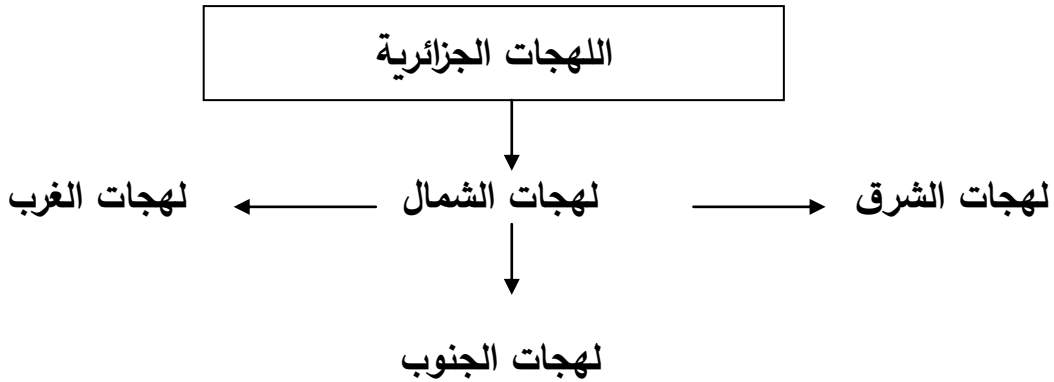 اللهجات الجزائرية
لهجات الشرق
لهجات الشمال
لهجات الغرب
لهجات الجنوب